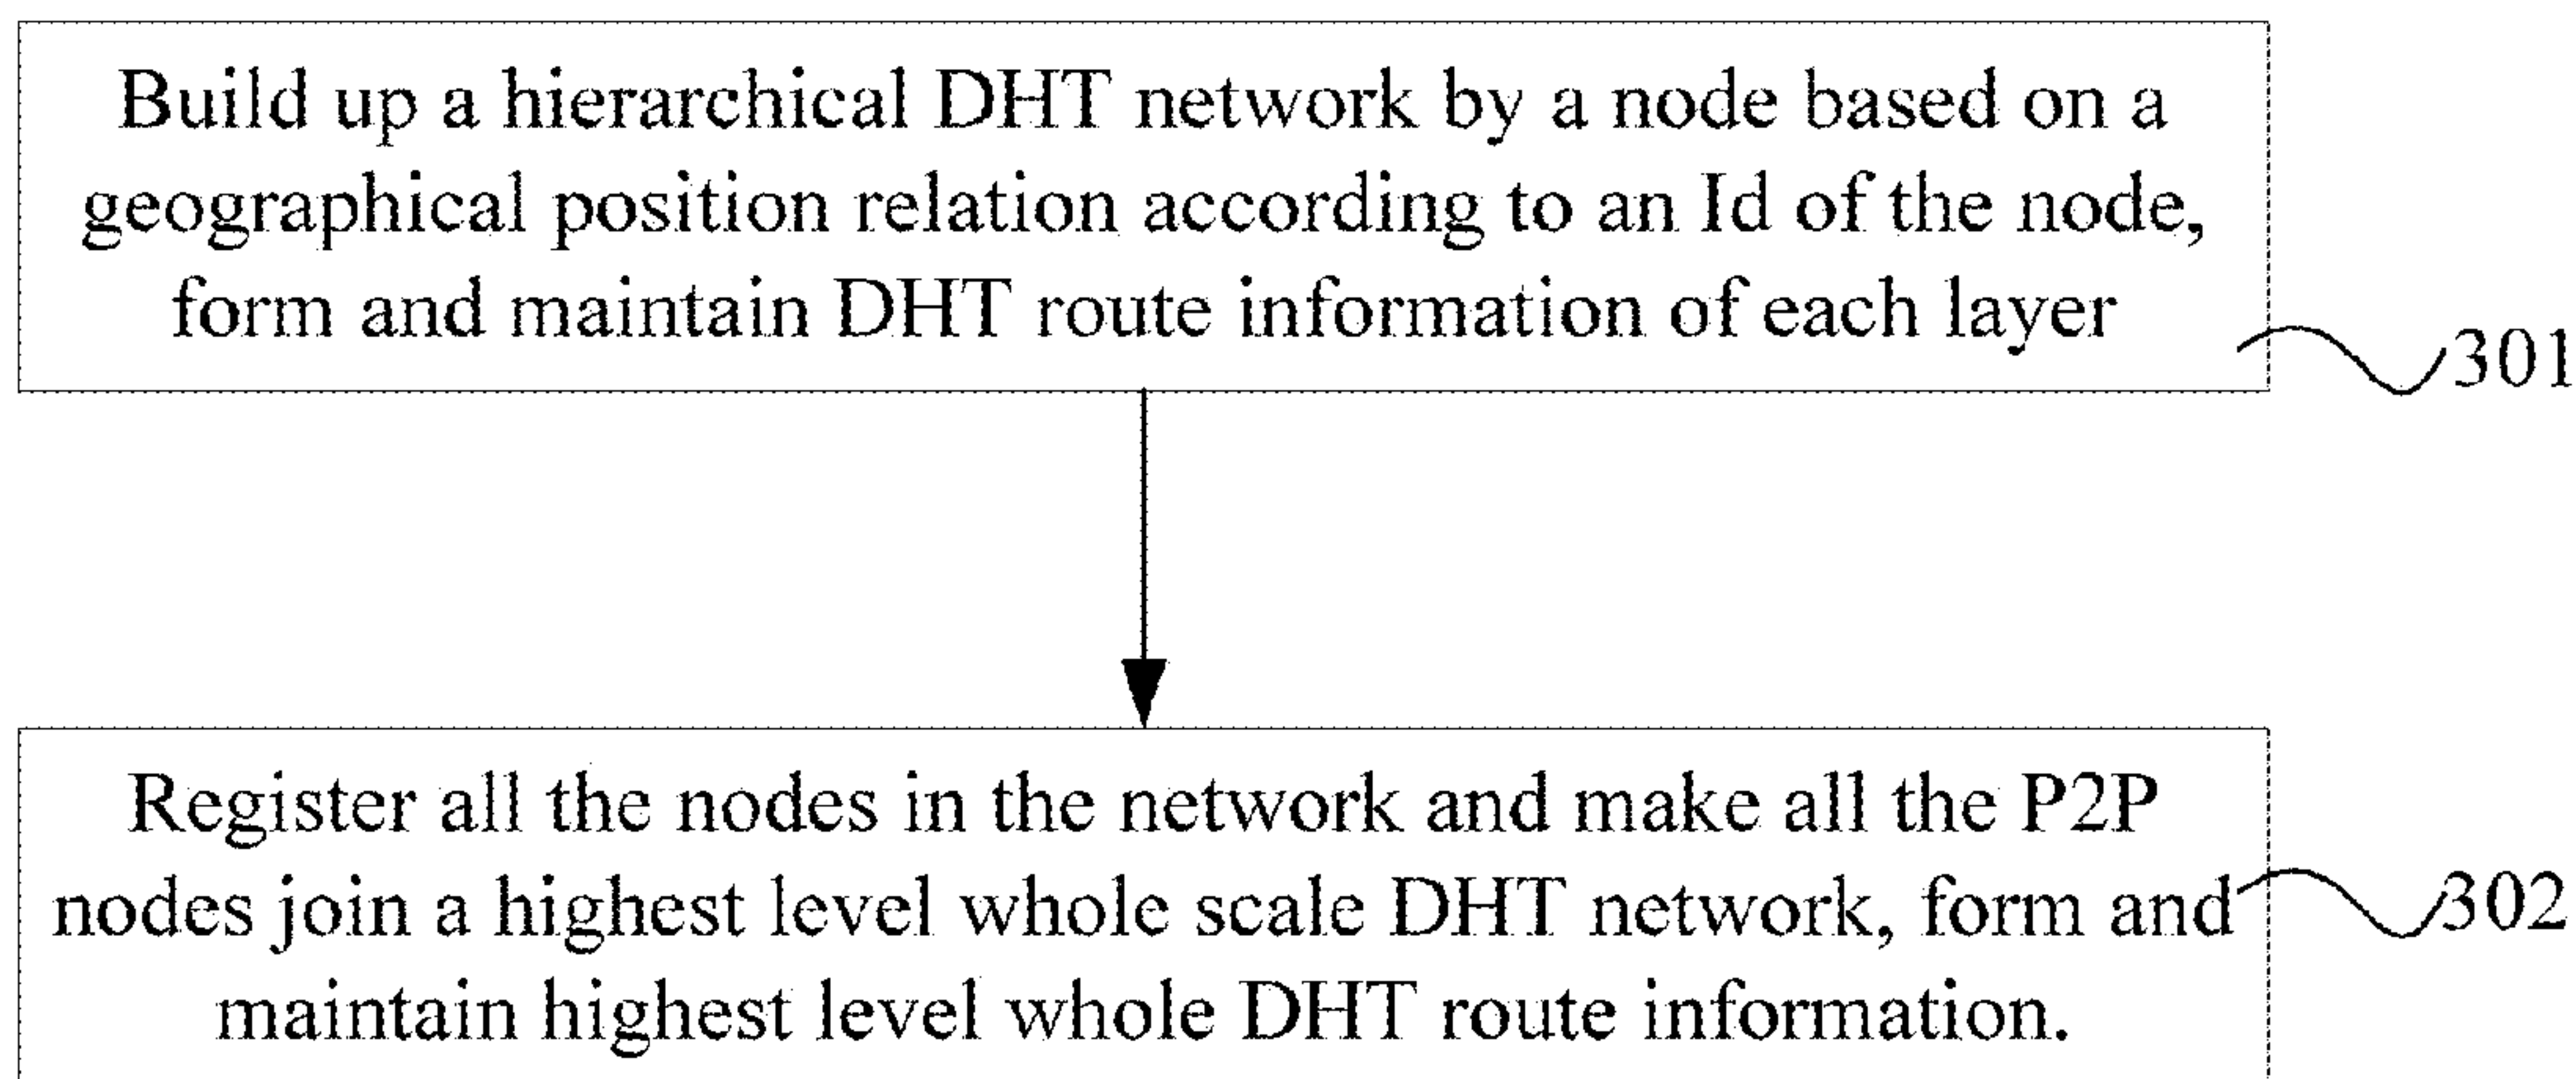 Build up a hierarchical DHT network by a node based on a
geographical position relation according to an Id of the node,
form and maintain DHT route information of each layer
301
Register all the nodes in the network and make all the P2P
nodes join a highest level whole scale DHT network, form and
302
maintain highest level whole DHT route information.